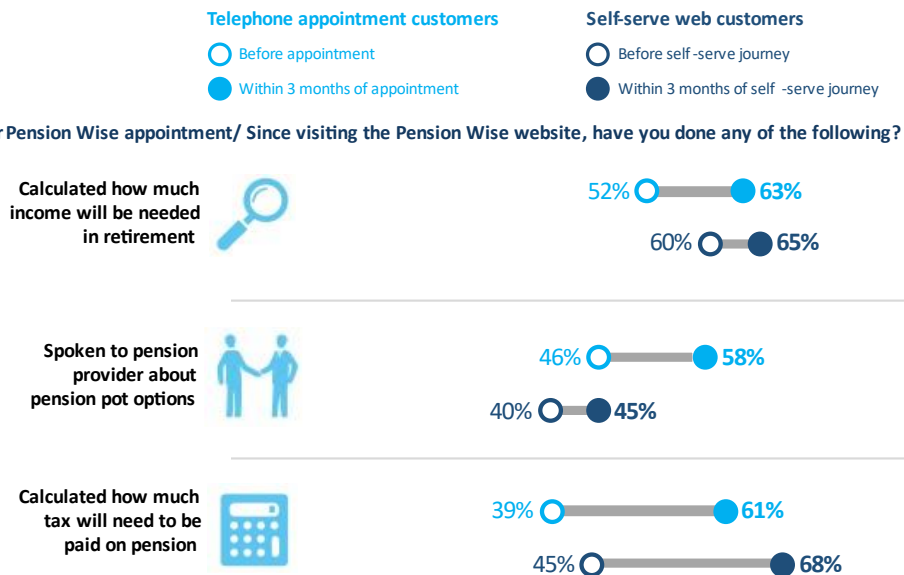 Telephone appointment customers
Before appointment
Within 3 months of appointment
Self-serve web customers
Before self -serve journey
Within 3 months of self -serve journey
Pension Wise appointment/ Since visiting the Pension Wise website, have you done any of the following?
Calculated how much
income will be needed
in retirement
52% 63%
60% 65%
Spoken to pension
provider about
pension pot options
46% 58%
40% 45%
Calculated how much
tax will need to be
paid on pension
39% 61%
45% 68%